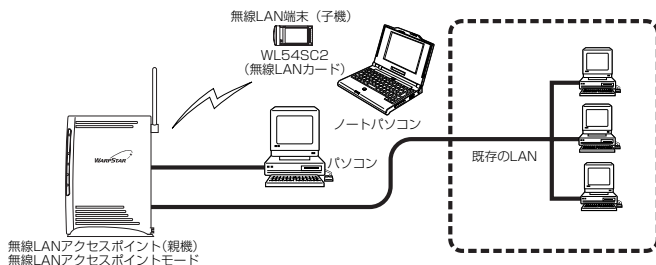 無線LAN端末（子機）
WL54SC2
（無線LANカード）
ノートパソコン
WARPSTAR
パソコン
既存のLAN
無線LANアクセスポイント（親機）
無線LANアクセスポイントモード